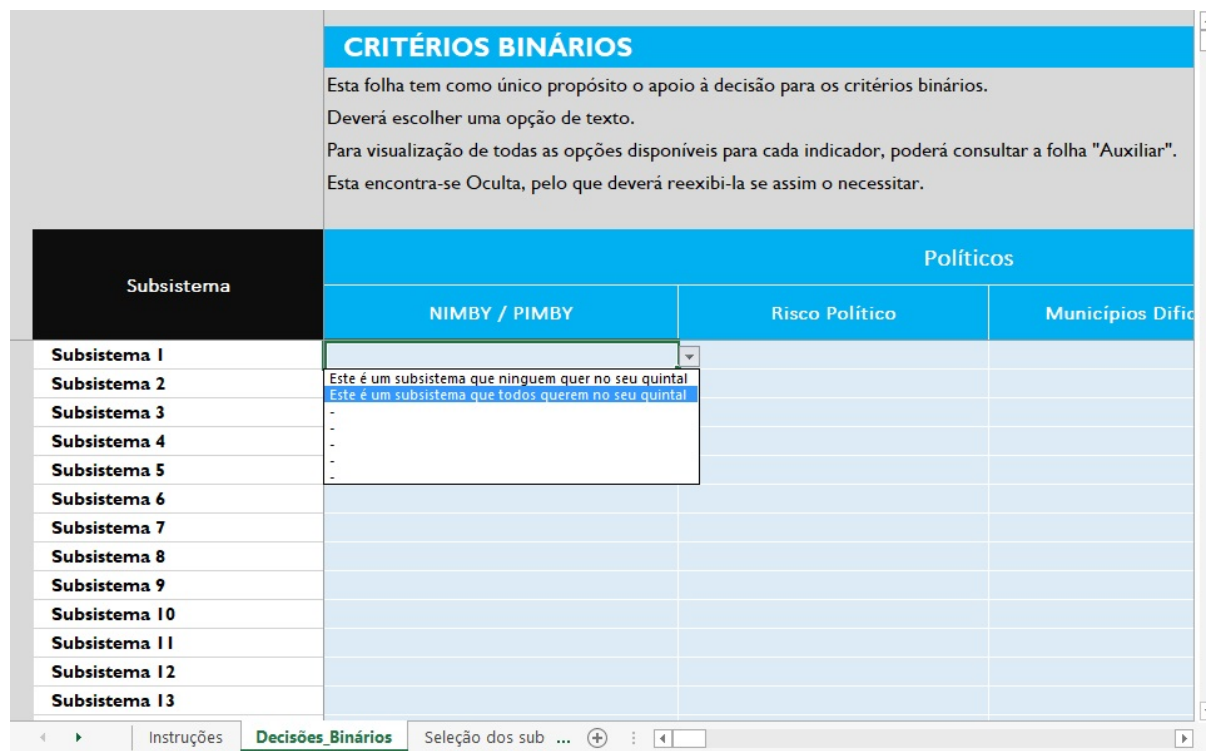 CRITÉRIOS BINÁRIOS
Esta folha tem como único propósito o apoio à decisão para os critérios binários.
Deverá escolher uma opção de texto.
Para visualização de todas as opções disponíveis para cada indicador, poderá consultar a folha "Auxiliar".
Esta encontra-se Oculta, pelo que deverá reexibi-la se assim o necessitar.
Subsistema
Políticos
NIMBY / PIMBY
Risco Político
Municípios Dific
Subsistema 1
Este é um subsistema que ninguem quer no seu quintal
Este é um subsistema que todos querem no seu quintal
-
-
-
-
-
Subsistema 2
Subsistema 3
Subsistema 4
Subsistema 5
Subsistema 6
Subsistema 7
Subsistema 8
Subsistema 9
Subsistema 10
Subsistema 11
Subsistema 12
Subsistema 13
Instruções
Decisões_Binários
Seleção dos sub ...